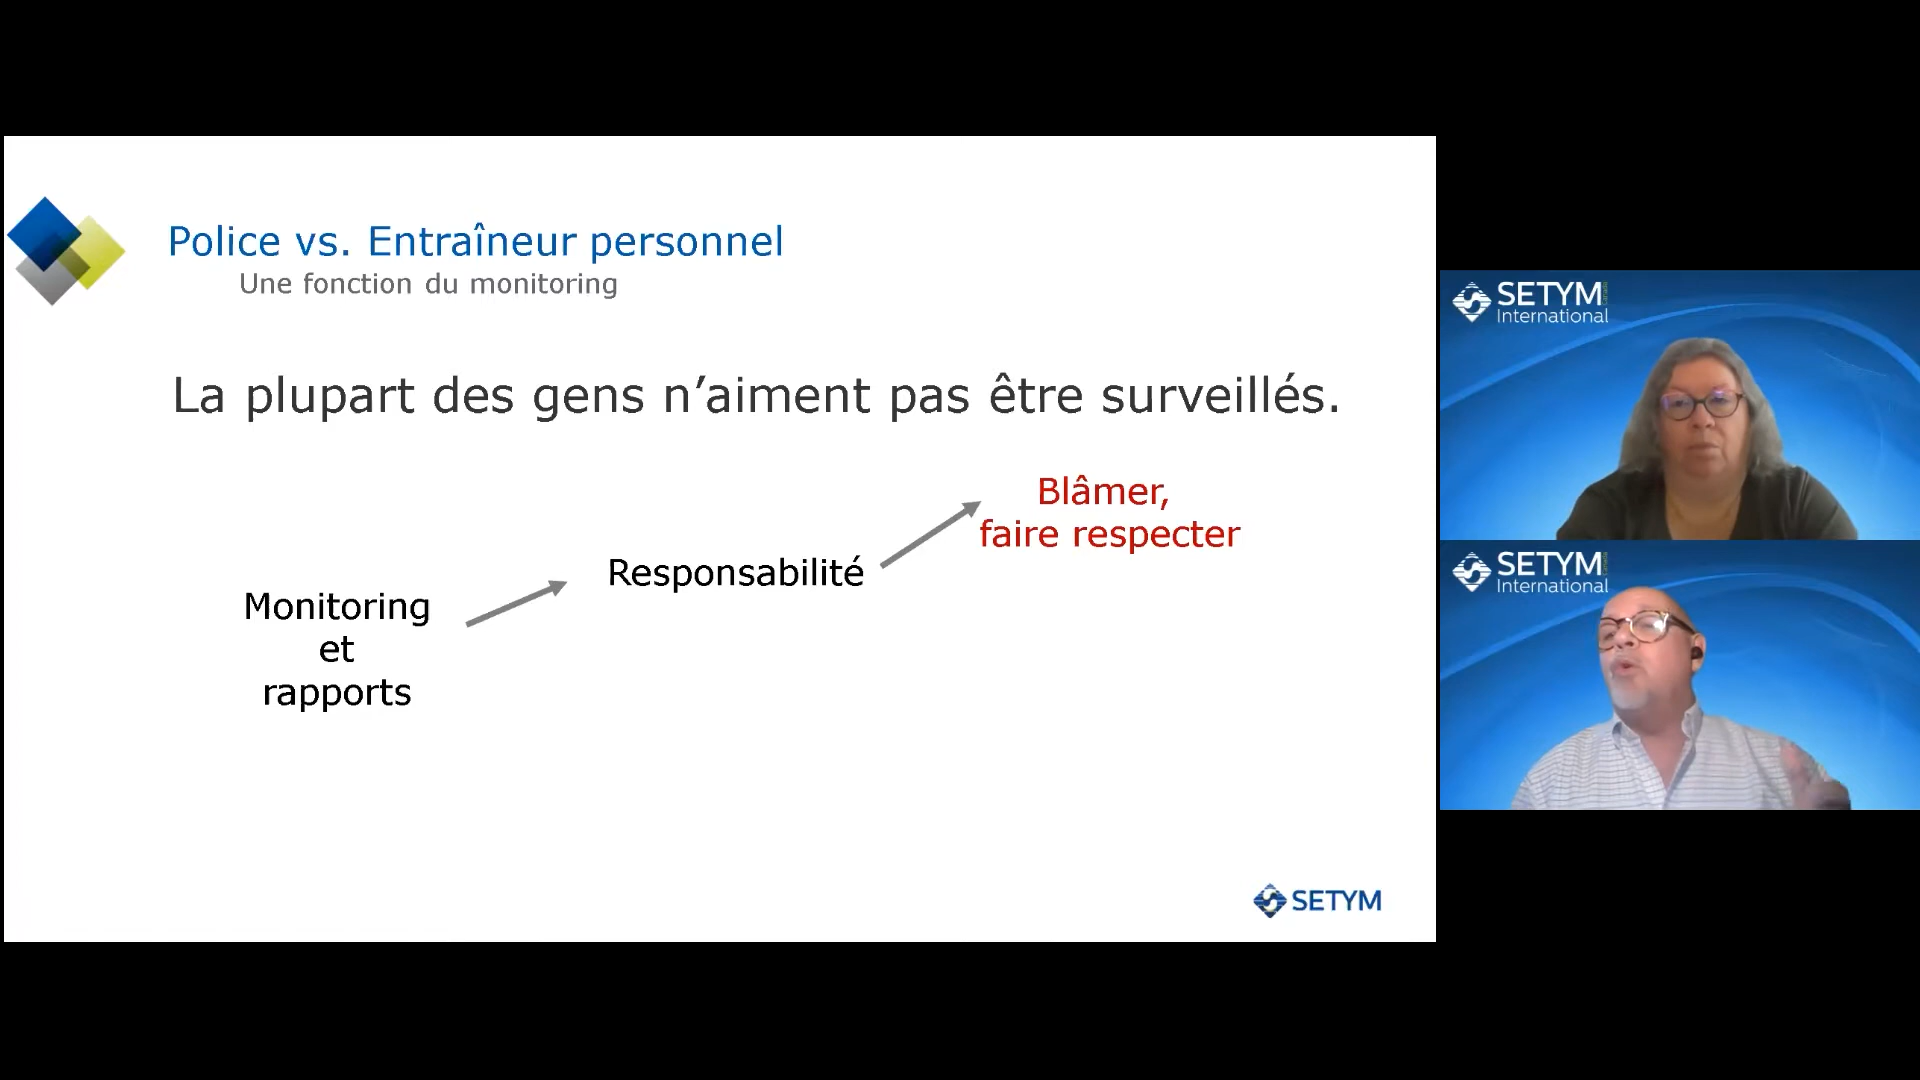 Police vs. Entraîneur personnel
Une fonction du monitoring
La plupart des gens n’aiment pas être surveillés.
Monitoring
et
rapports
Responsabilité
Blâmer,
faire respecter
SETYM
SETYM
International
SETYM
International